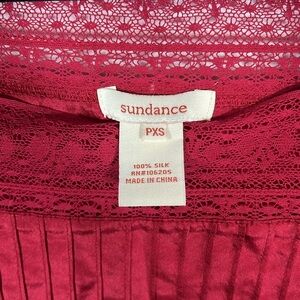 sundance
PXS
100% SILK
RN#106205
MADE IN CHINA